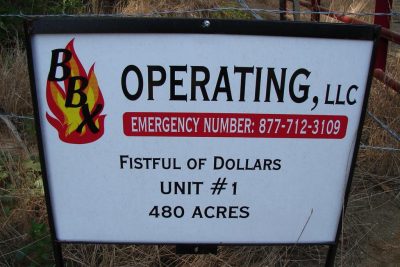 BBX
OPERATING, LLC
EMERGENCY NUMBER: 877-712-3109
FISTFUL OF DOLLARS
UNIT #1
480 ACRES